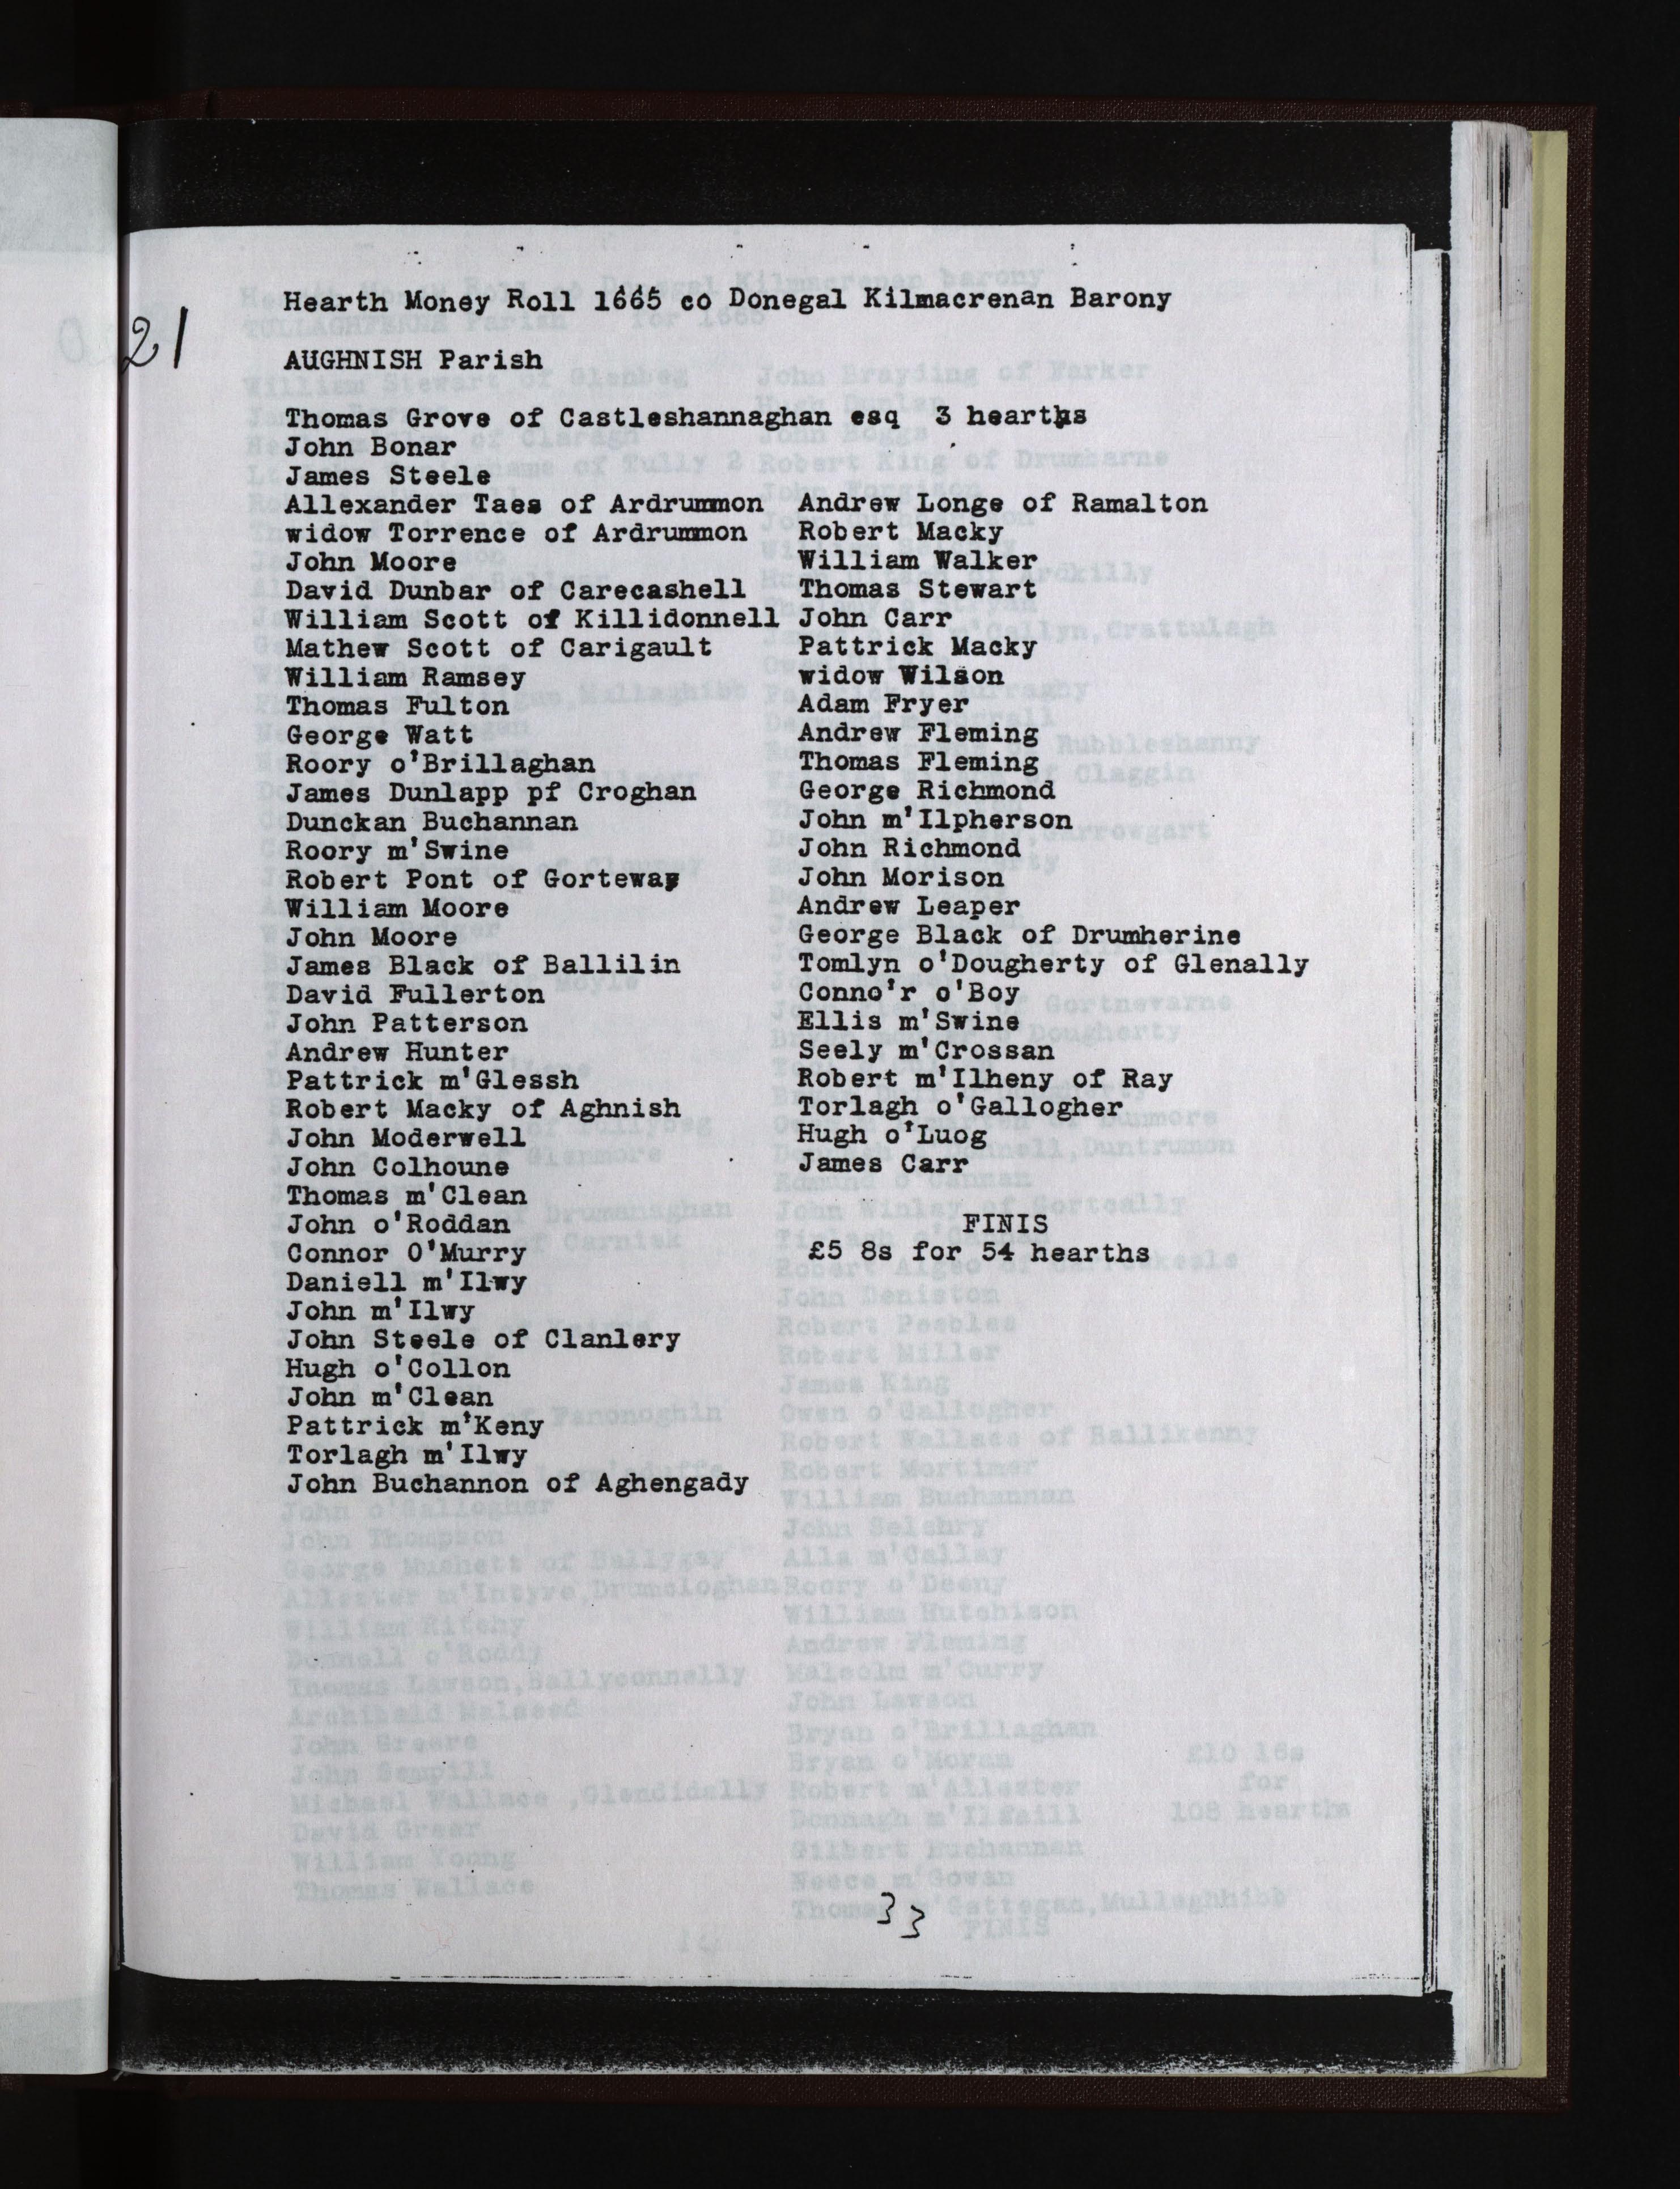 21
Hearth Money Roll 1665 co Donegal Kilmacrenan Barony
AUGHNISH Parish
Thomas Grove of Castleshannaghan esq 3 hearths
John Bonar
James Steele
Allexander Taes of Ardrummon
widow Torrence of Ardrummon
John Moore
David Dunbar of Carecashell
William Scott of Killidonnell
Mathew Scott of Carigault
William Ramsey
Thomas Fulton
George Watt
Roory o'Brillaghan
James Dunlapp pf Croghan
Dunckan Buchannan
Roory m'Swine
Robert Pont of Gorteway
William Moore
John Moore
James Black of Ballilin
David Fullerton
John Patterson
Andrew Hunter
Pattrick m'Glessh
Robert Macky of Aghnish
John Moderwell
John Colhoune
Thomas m'Clean
John o'Roddan
Connor O'Murry
Daniell m'Ilwy
John m'Ilwy
John Steele of Clanlery
Hugh o'Collon
John m'Clean
Pattrick m'Keny
Torlagh m'Ilwy
John Buchannon of Aghengady
Andrew Longe of Ramalton
Robert Macky
William Walker
Thomas Stewart
John Carr
Pattrick Macky
widow Wilson
Adam Fryer
Andrew Fleming
Thomas Fleming
George Richmond
John m'Ilpherson
John Richmond
John Morison
Andrew Leaper
George Black of Drumherine
Tomlyn o'Dougherty of Glenally
Conno'r o'Boy
Ellis m'Swine
Seely m'Crossan
Robert m'Ilheny of Ray
Torlagh o'Gallogher
Hugh o'Luog
James Carr
FINIS
£5 8s for 54 hearths
33